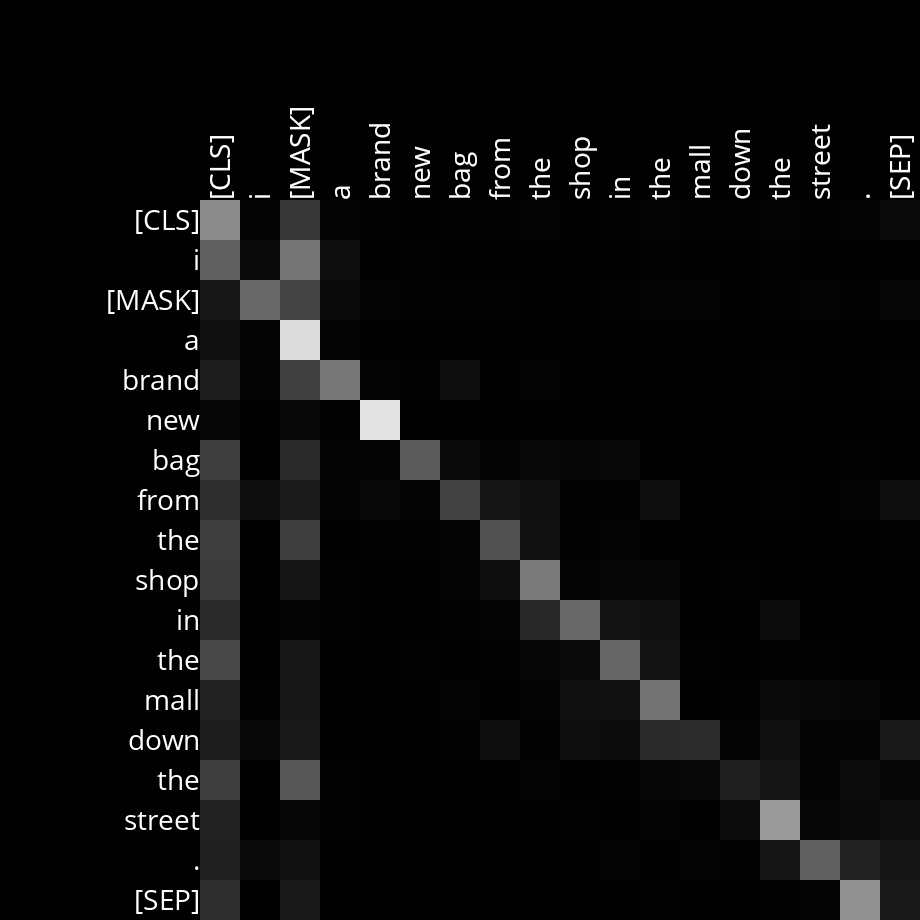 [CLS] i [MASK] a brand new bag from the shop in the mall down the street . [SEP]
[CLS]
i
[MASK]
a
brand
new
bag
from
the
shop
in
the
mall
down
the
street
.
[SEP]